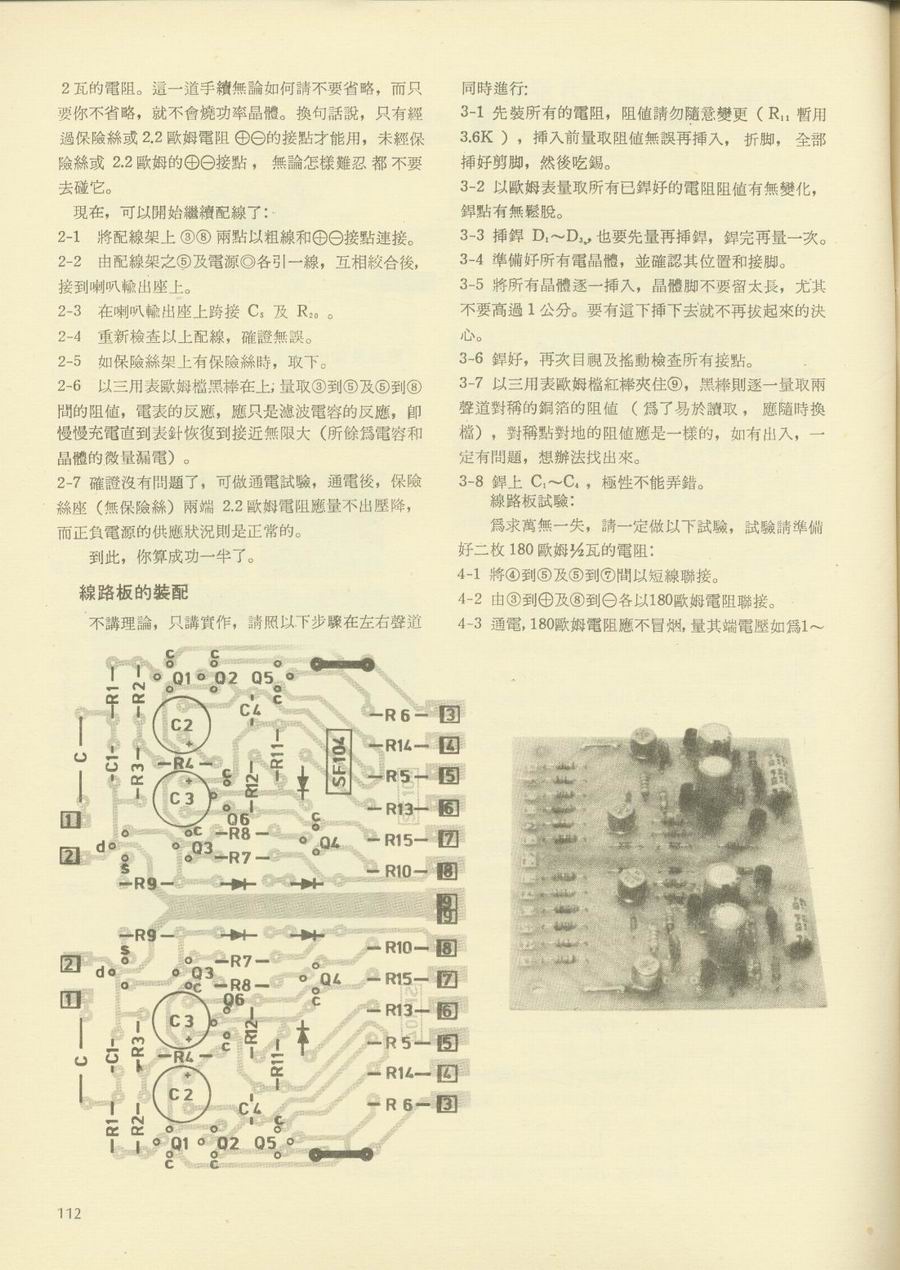 2瓦的電阻。這一道手續無論如何請不要省略，而只
要你不省略，就不會燒功率晶體。換句話說，只有經
過保險絲或 2.2 歐姆電阻 ⊕⊖的接點才能用，未經保
險絲或 2.2 歐姆的⊕⊖接點，無論怎樣難忍 都 不要
去碰它。
現在，可以開始繼續配線了：
2-1 將配線架上 ③⑧ 兩點以粗線和⊕⊖接點連接。
2-2 由配線架之⑤及電源◎各引一線，互相絞合後，
接到喇叭輸出座上。
2-3 在喇叭輸出座上跨接 C₅ 及 R₂₀ 。
2-4 重新檢查以上配線，確證無誤。
2-5 如保險絲架上有保險絲時，取下。
2-6 以三用表歐姆檔黑棒在上；量取③到⑤及⑤到⑧
間的阻值，電表的反應，應只是濾波電容的反應，卽
慢慢充電直到表針恢復到接近無限大（所餘爲電容和
晶體的微量漏電）。
2-7 確證沒有問題了，可做通電試驗，通電後，保險
絲座（無保險絲）兩端 2.2 歐姆電阻應量不出壓降，
而正負電源的供應狀況則是正常的。
到此，你算成功一半了。
線路板的裝配
不講理論，只講實作，請照以下步驟在左右聲道
同時進行：
3-1 先裝所有的電阻，阻值請勿隨意變更（R₁₁ 暫用
3.6K ），挿入前量取阻值無誤再挿入， 折脚， 全部
挿好剪脚，然後吃錫。
3-2 以歐姆表量取所有已銲好的電阻阻值有無變化，
銲點有無鬆脫。
3-3 挿銲 D₁～D₃，也要先量再挿銲，銲完再量一次。
3-4 準備好所有電晶體，並確認其位置和接脚。
3-5 將所有晶體逐一挿入，晶體脚不要留太長，尤其
不要高過 1 公分。要有這下挿下去就不再拔起來的決
心。
3-6 銲好，再次目視及搖動檢查所有接點。
3-7 以三用表歐姆檔紅棒夾住⑨，黑棒則逐一量取兩
聲道對稱的銅箔的阻值（爲了易於讀取，應隨時換
檔），對稱點對地的阻值應是一樣的，如有出入，一
定有問題，想辦法找出來。
3-8 銲上 C₁～C₄ ，極性不能弄錯。
線路板試驗：
爲求萬無一失，請一定做以下試驗，試驗請準備
好二枚 180 歐姆½瓦的電阻：
4-1 將④到⑤及⑤到⑦間以短線聯接。
4-2 由③到⊕及⑧到⊖各以180歐姆電阻聯接。
4-3 通電，180歐姆電阻應不冒烟，量其端電壓如爲1～
c c
Q1 Q2 Q5
R1 R2 C2 C4 c R6 3
R14 4
C C1 R3 R4 R12 R11 SF104 R5 5
C3 c R13 6
1 Q6 c
c R8 R15 7
2 d Q3 R7 Q4 R10 8
s
R9 9
9
R9
s R10 8
2 d Q3 R7 Q4 R15 7
c R8 c
1 Q6 R13 6
C3 c R12 R5 5
C C1 R3 R4 R11 R14 4
C2 C4 R6 3
R1 R2 c
Q1 Q2 Q5
c c
112